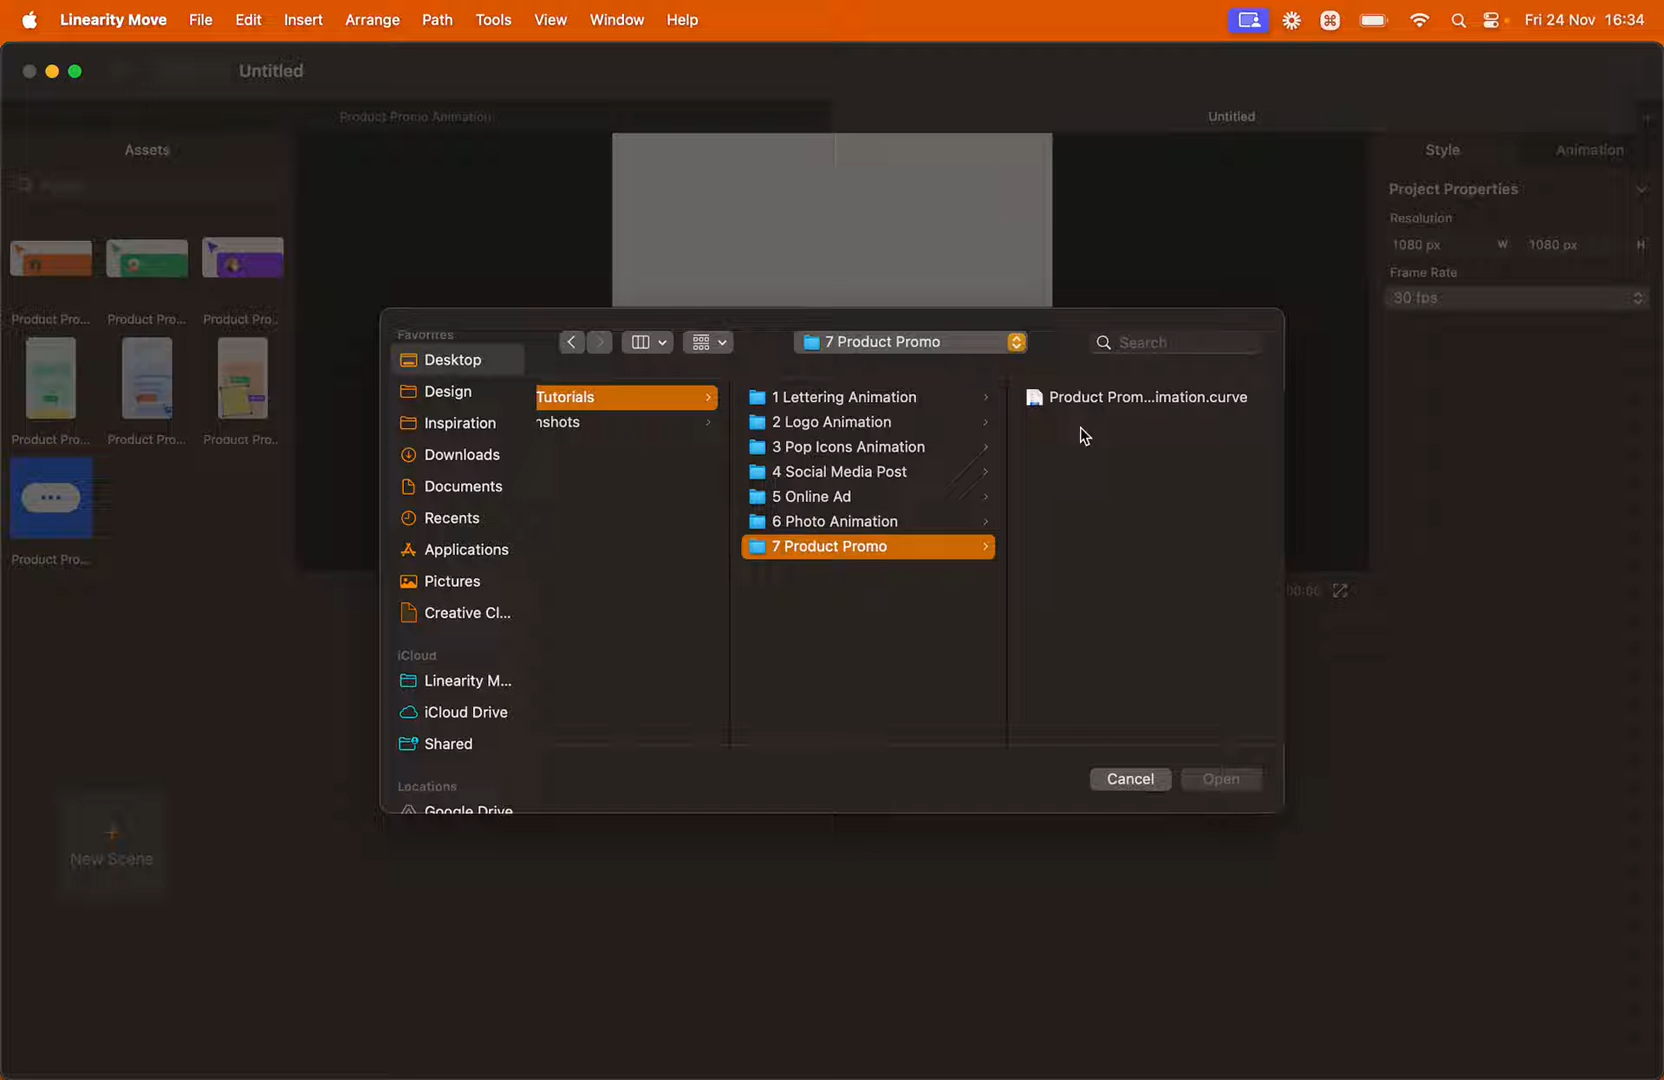 Linearity Move File Edit Insert Arrange Path Tools View Window Help Fri 24 Nov 16:34
Untitled
Product Promo Animation Untitled
Assets
Style Animation
Project Properties
Resolution
1080 px W 1080 px H
Frame Rate
30 fps
Product Pro... Product Pro... Product Pro...
Product Pro... Product Pro... Product Pro...
Product Pro...
New Scene
Favorites
Desktop
Design
Inspiration
Downloads
Documents
Recents
Applications
Pictures
Creative Cl...
iCloud
Linearity M...
iCloud Drive
Shared
Locations
Google Drive
7 Product Promo
Search
Tutorials
nshots
1 Lettering Animation
2 Logo Animation
3 Pop Icons Animation
4 Social Media Post
5 Online Ad
6 Photo Animation
7 Product Promo
Product Prom...imation.curve
Cancel Open